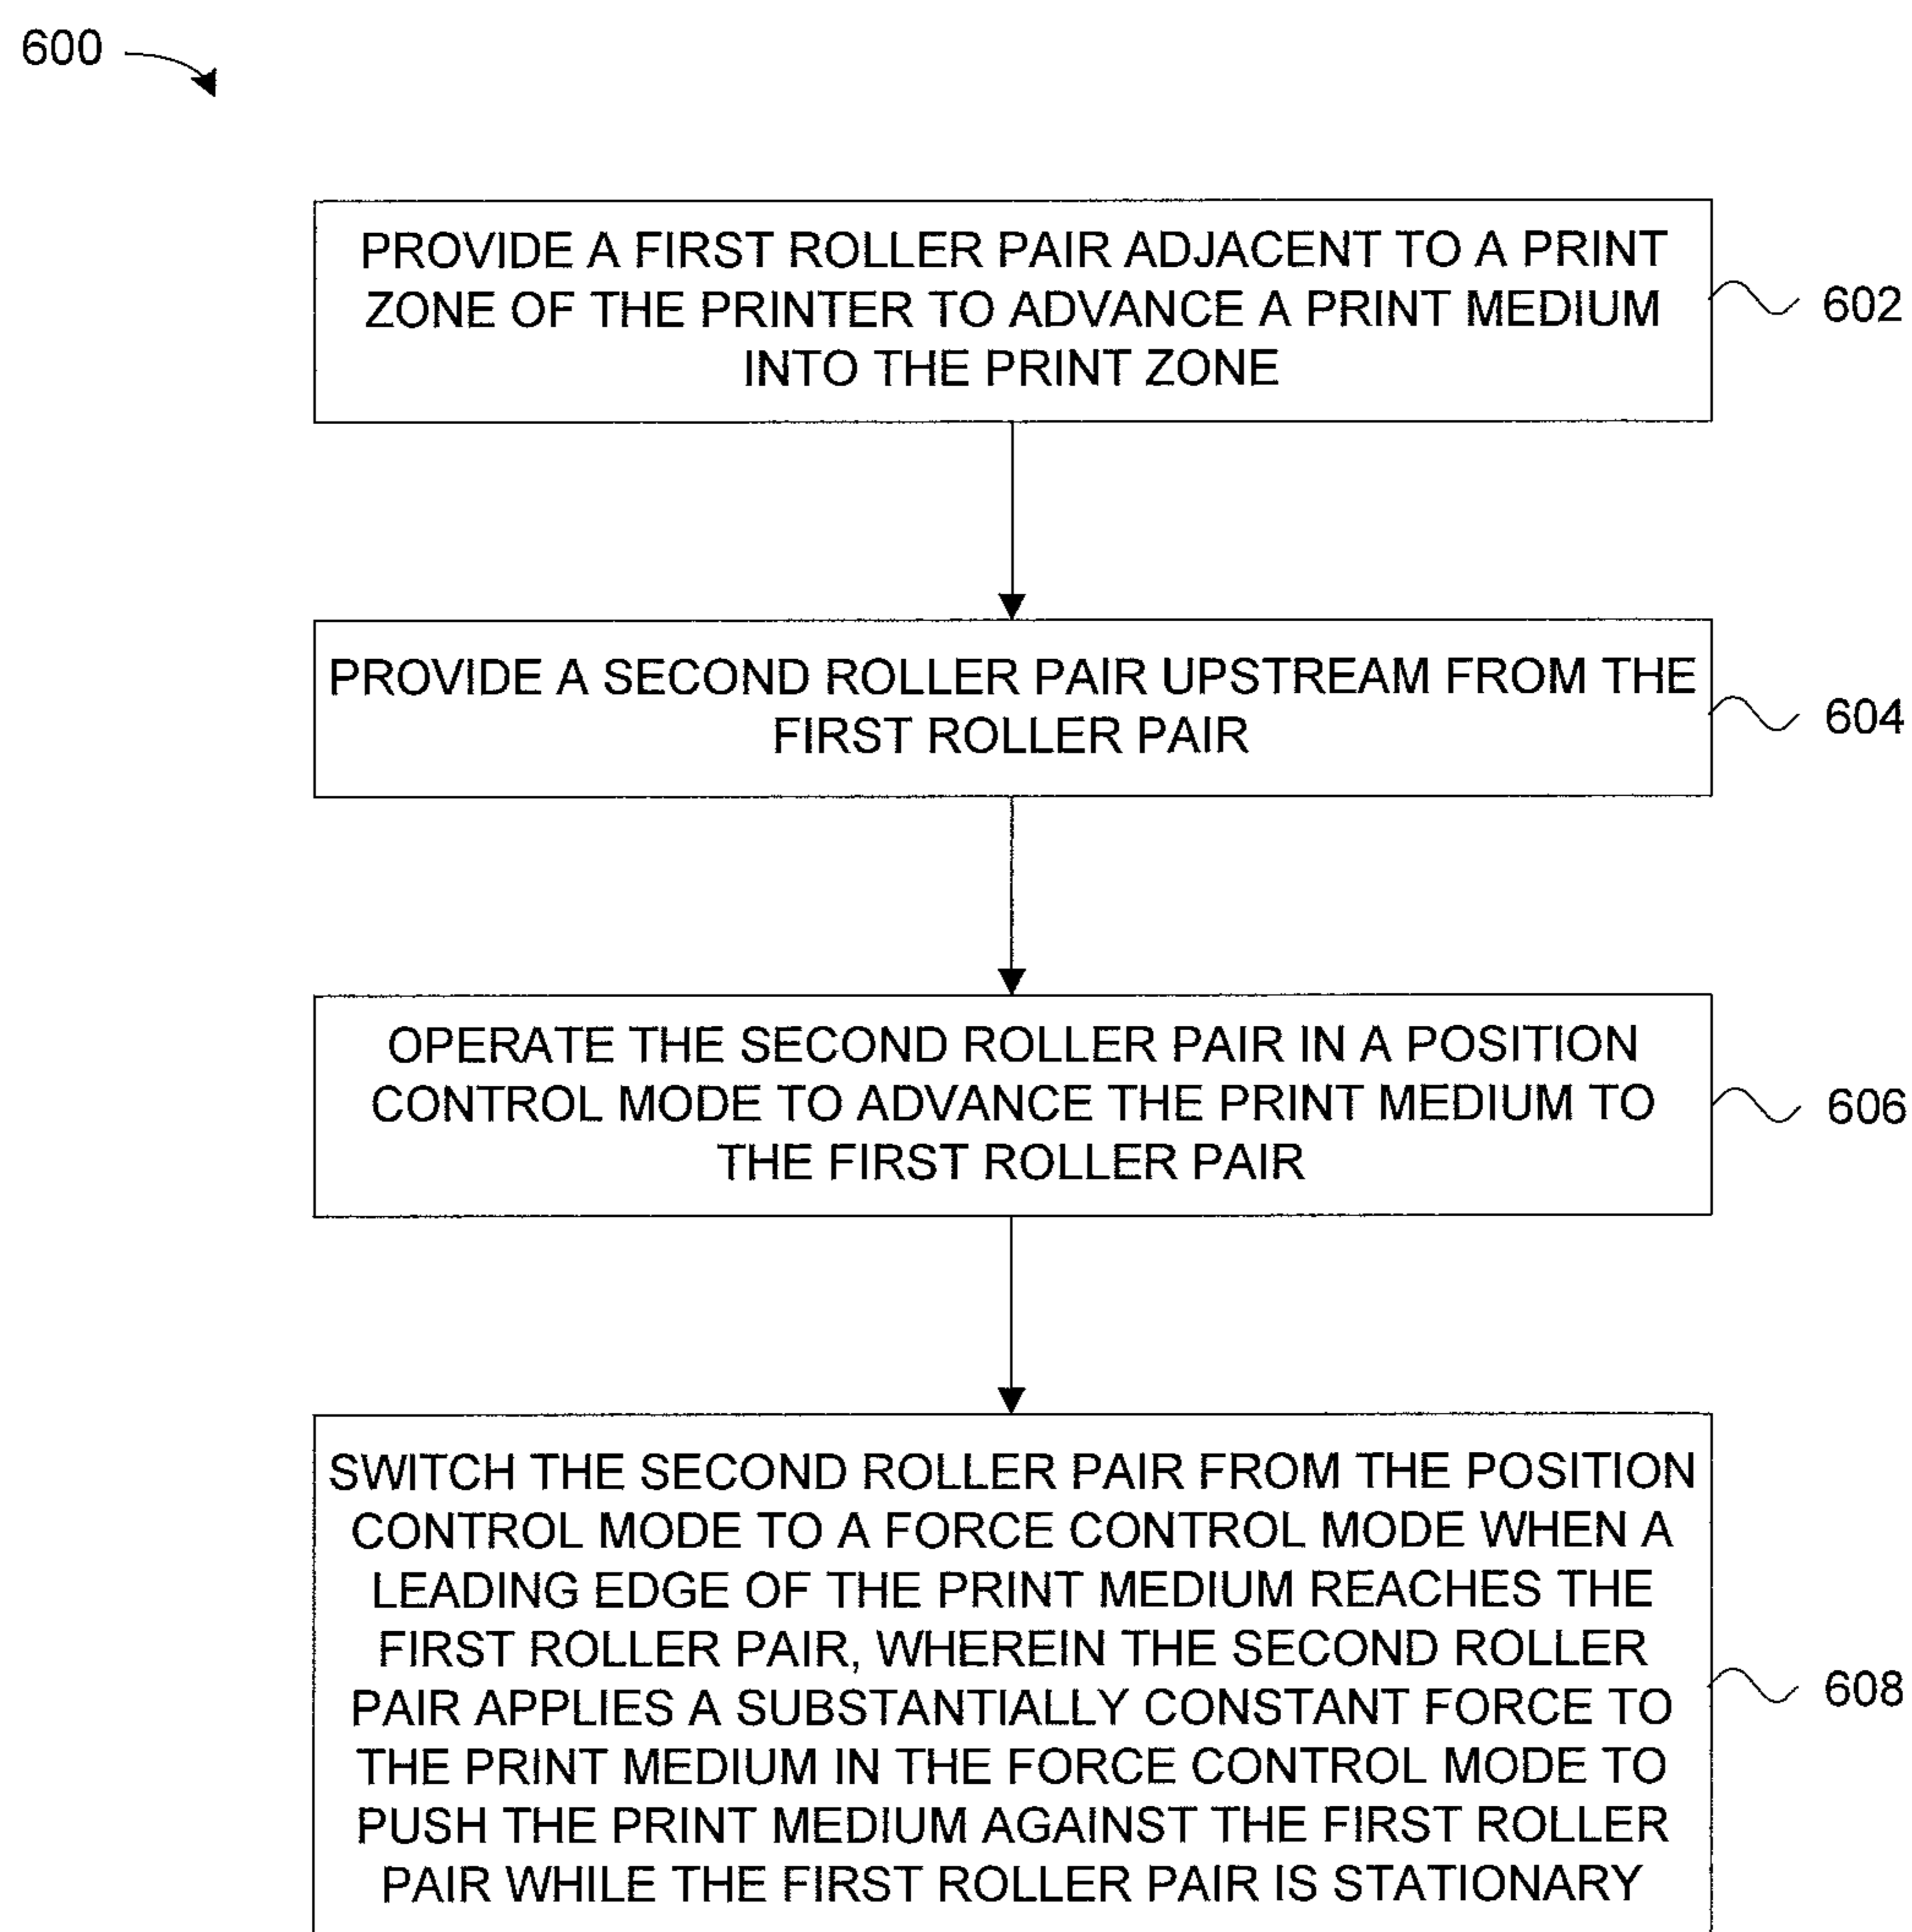 600
PROVIDE A FIRST ROLLER PAIR ADJACENT TO A PRINT
ZONE OF THE PRINTER TO ADVANCE A PRINT MEDIUM
INTO THE PRINT ZONE
602
PROVIDE A SECOND ROLLER PAIR UPSTREAM FROM THE
FIRST ROLLER PAIR
604
OPERATE THE SECOND ROLLER PAIR IN A POSITION
CONTROL MODE TO ADVANCE THE PRINT MEDIUM TO
THE FIRST ROLLER PAIR
606
SWITCH THE SECOND ROLLER PAIR FROM THE POSITION
CONTROL MODE TO A FORCE CONTROL MODE WHEN A
LEADING EDGE OF THE PRINT MEDIUM REACHES THE
FIRST ROLLER PAIR, WHEREIN THE SECOND ROLLER
PAIR APPLIES A SUBSTANTIALLY CONSTANT FORCE TO
THE PRINT MEDIUM IN THE FORCE CONTROL MODE TO
PUSH THE PRINT MEDIUM AGAINST THE FIRST ROLLER
PAIR WHILE THE FIRST ROLLER PAIR IS STATIONARY
608